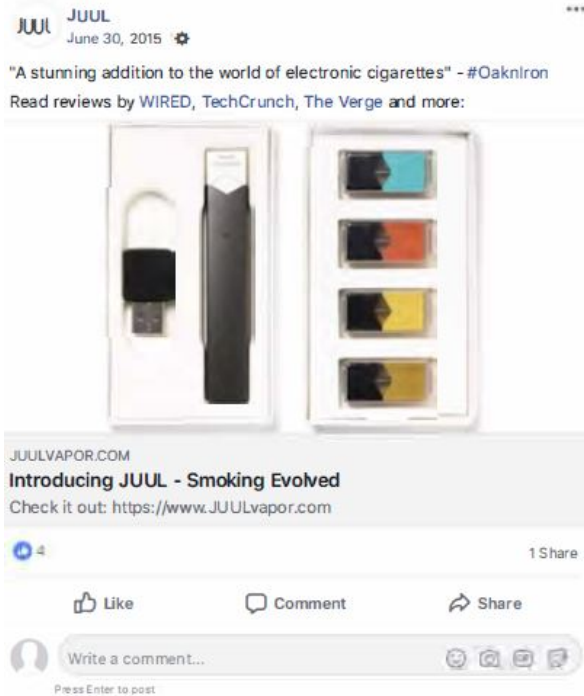 JUUL
JUUL
June 30, 2015
"A stunning addition to the world of electronic cigarettes" - #OaknIron
Read reviews by WIRED, TechCrunch, The Verge and more:
JUULVAPOR.COM
Introducing JUUL - Smoking Evolved
Check it out: https://www.JUULvapor.com
4
1 Share
Like
Comment
Share
Write a comment...
Press Enter to post